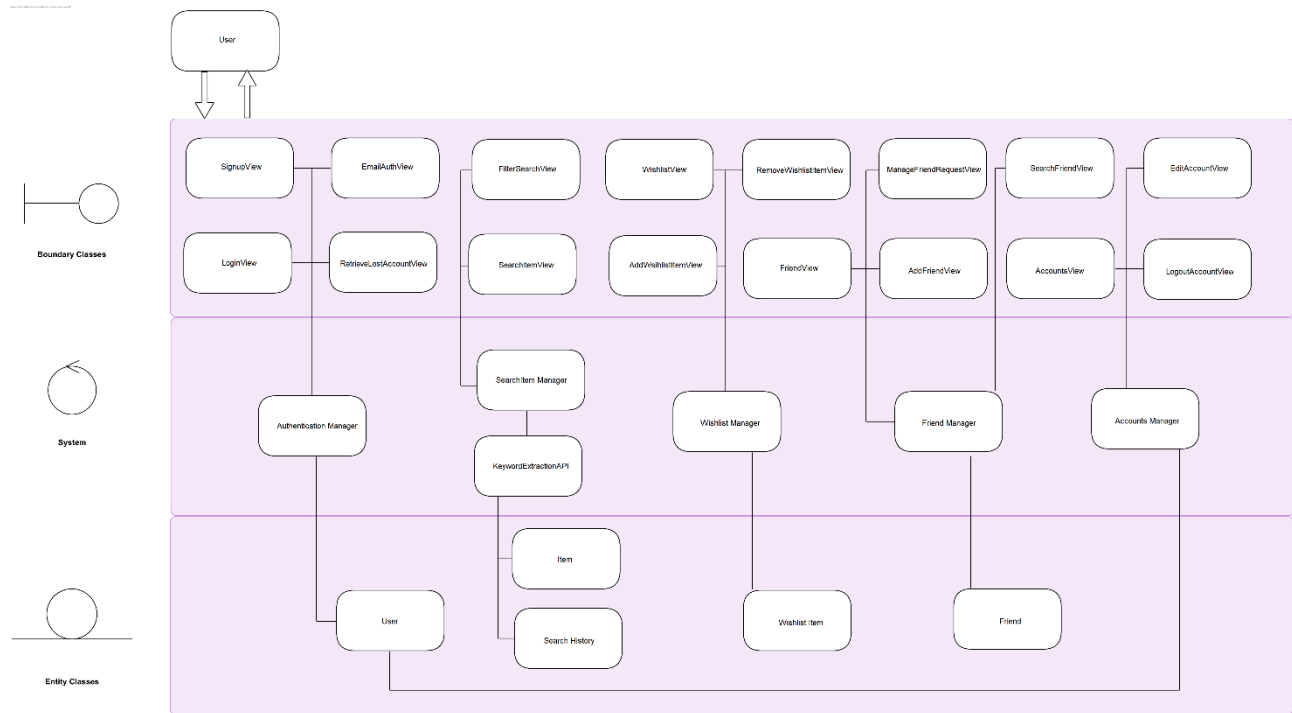 User
SignupView
EmailAuthView
FilterSearchView
WishlistView
RemoveWishlistItemView
ManageFriendRequestView
SearchFriendView
EditAccountView
Boundary Classes
LoginView
RetrieveLostAccountView
SearchItemView
AddWsihlistItemView
FriendView
AddFriendView
AccountsView
LogoutAccountView
System
SearchItem Manager
Authentication Manager
Wishlist Manager
Friend Manager
Accounts Manager
KeywordExtractionAPI
Item
User
Search History
Wishlist Item
Friend
Entity Classes